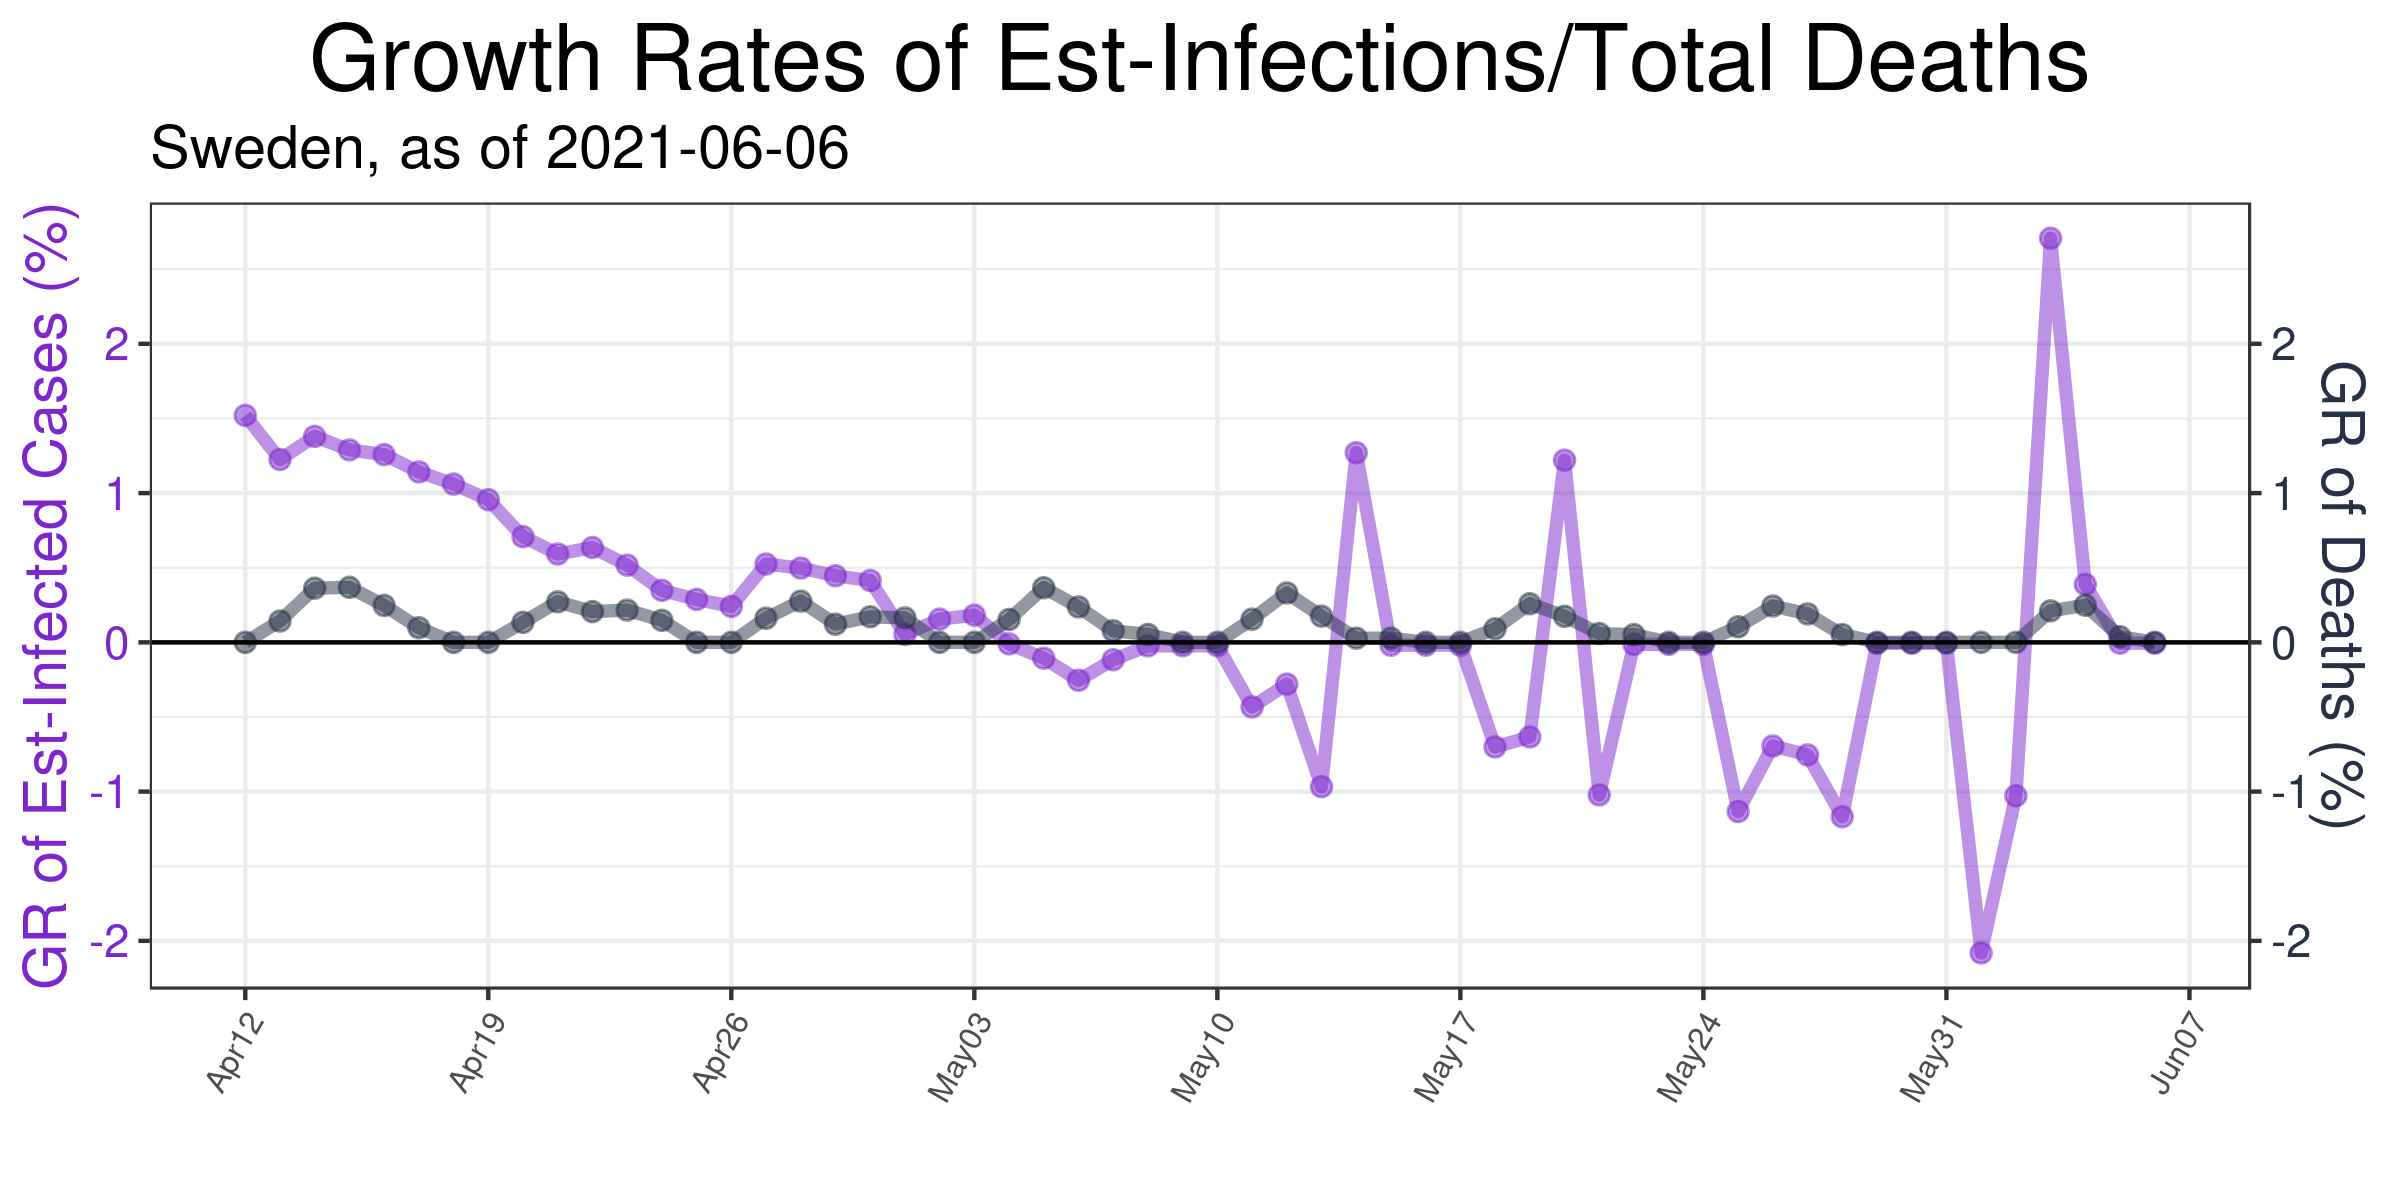 Growth Rates of Est-Infections/Total Deaths
Sweden, as of 2021-06-06
GR of Est-Infected Cases (%)
2
1
0
-1
-2
2
1
0
-1
-2
GR of Deaths (%)
Apr12
Apr19
Apr26
May03
May10
May17
May24
May31
Jun07